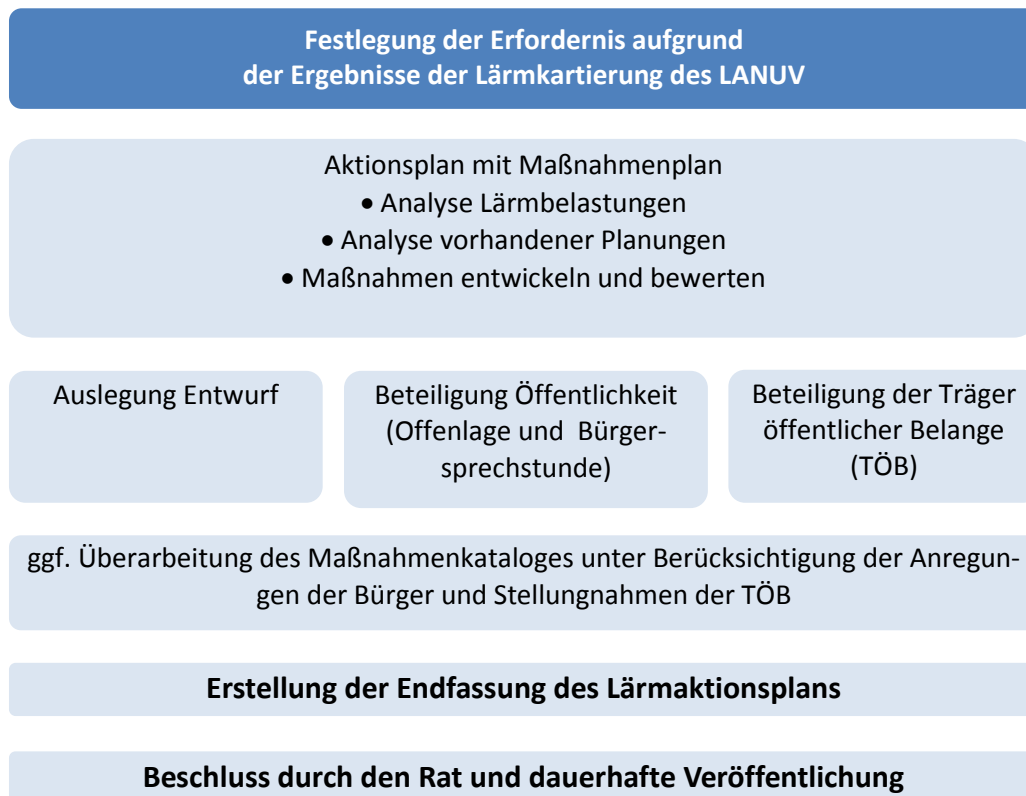 Festlegung der Erfordernis aufgrund
der Ergebnisse der Lärmkartierung des LANUV
Aktionsplan mit Maßnahmenplan
• Analyse Lärmbelastungen
• Analyse vorhandener Planungen
• Maßnahmen entwickeln und bewerten
Auslegung Entwurf
Beteiligung Öffentlichkeit
(Offenlage und Bürger-
sprechstunde)
Beteiligung der Träger
öffentlicher Belange
(TÖB)
ggf. Überarbeitung des Maßnahmenkataloges unter Berücksichtigung der Anregun-
gen der Bürger und Stellungnahmen der TÖB
Erstellung der Endfassung des Lärmaktionsplans
Beschluss durch den Rat und dauerhafte Veröffentlichung